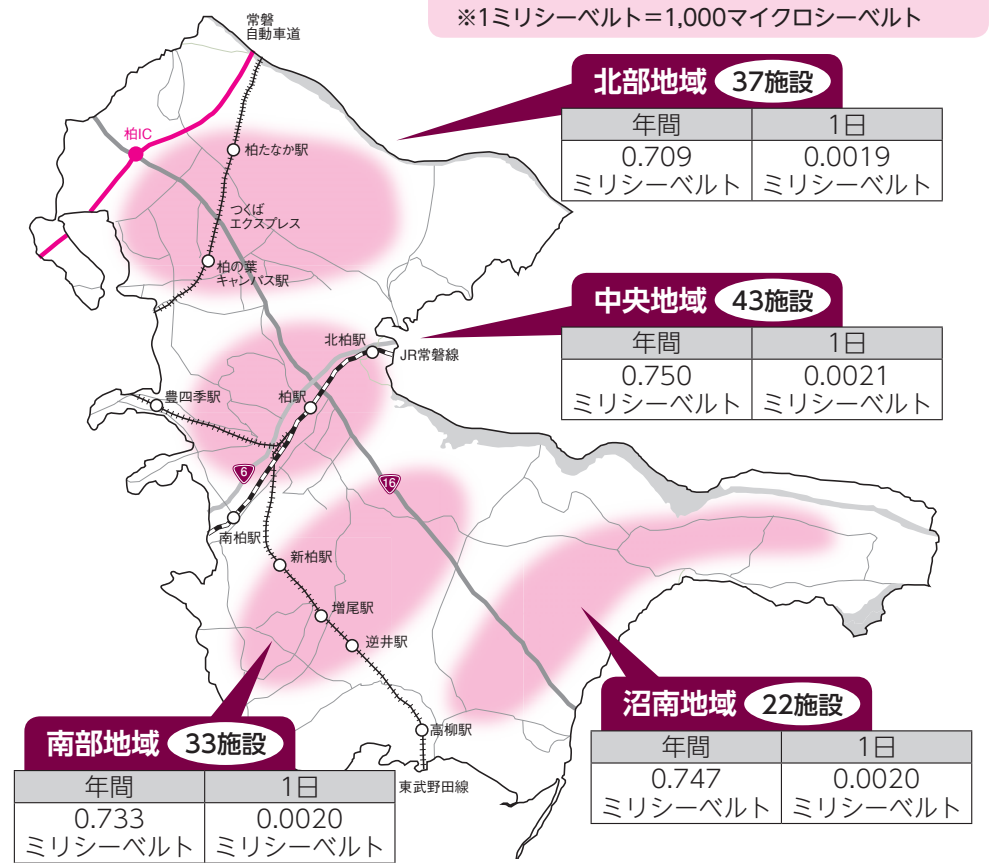 ※1ミリシーベルト＝1,000マイクロシーベルト
常磐
自動車道
北部地域 37施設
年間 1日
0.709 0.0019
ミリシーベルト ミリシーベルト
柏IC
柏たなか駅
つくば
エクスプレス
柏の葉
キャンパス駅
中央地域 43施設
年間 1日
0.750 0.0021
ミリシーベルト ミリシーベルト
北柏駅
JR常磐線
豊四季駅
柏駅
6
16
南柏駅
新柏駅
増尾駅
逆井駅
高柳駅
東武野田線
沼南地域 22施設
年間 1日
0.747 0.0020
ミリシーベルト ミリシーベルト
南部地域 33施設
年間 1日
0.733 0.0020
ミリシーベルト ミリシーベルト